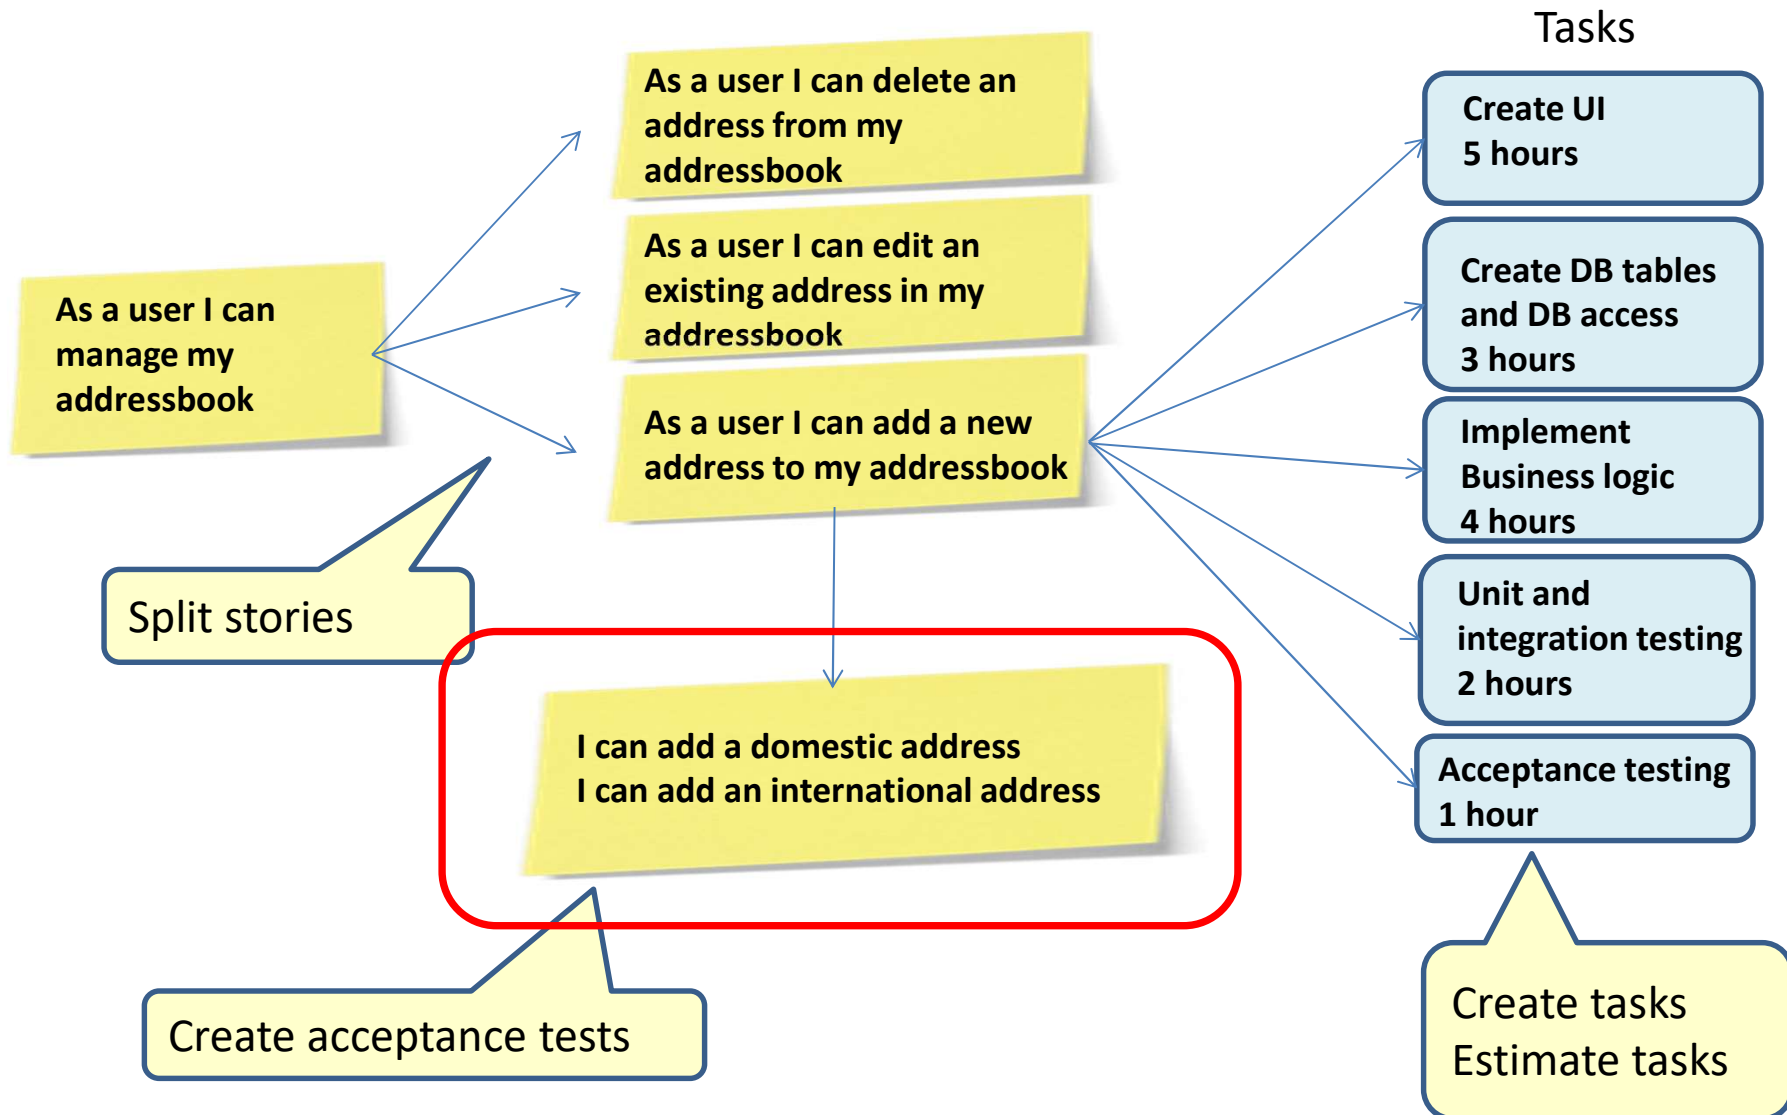 Tasks
As a user I can delete an
address from my
addressbook
As a user I can edit an
existing address in my
addressbook
As a user I can
manage my
addressbook
As a user I can add a new
address to my addressbook
Split stories
I can add a domestic address
I can add an international address
Create acceptance tests
Create UI
5 hours
Create DB tables
and DB access
3 hours
Implement
Business logic
4 hours
Unit and
integration testing
2 hours
Acceptance testing
1 hour
Create tasks
Estimate tasks